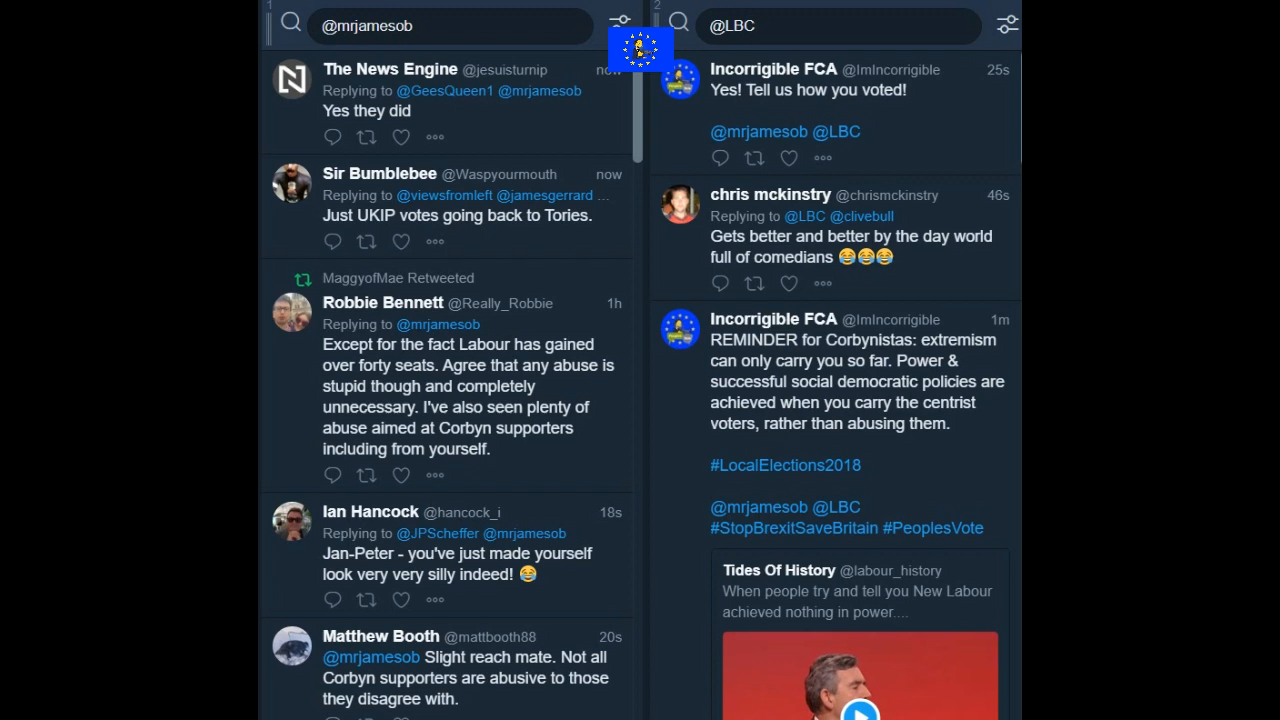 1
@mrjamesob
The News Engine @jesuisturnip now
Replying to @GeesQueen1 @mrjamesob
Yes they did
Sir Bumblebee @Waspyourmouth now
Replying to @viewsfromleft @jamesgerrard ...
Just UKIP votes going back to Tories.
MaggyofMae Retweeted
Robbie Bennett @Really_Robbie 1h
Replying to @mrjamesob
Except for the fact Labour has gained
over forty seats. Agree that any abuse is
stupid though and completely
unnecessary. I've also seen plenty of
abuse aimed at Corbyn supporters
including from yourself.
Ian Hancock @hancock_i 18s
Replying to @JPScheffer @mrjamesob
Jan-Peter - you've just made yourself
look very very silly indeed! 😂
Matthew Booth @mattbooth88 20s
@mrjamesob Slight reach mate. Not all
Corbyn supporters are abusive to those
they disagree with.
2
@LBC
Incorrigible FCA @ImIncorrigible 25s
Yes! Tell us how you voted!
@mrjamesob @LBC
chris mckinstry @chrismckinstry 46s
Replying to @LBC @clivebull
Gets better and better by the day world
full of comedians 😂😂😂
Incorrigible FCA @ImIncorrigible 1m
REMINDER for Corbynistas: extremism
can only carry you so far. Power &
successful social democratic policies are
achieved when you carry the centrist
voters, rather than abusing them.
#LocalElections2018
@mrjamesob @LBC
#StopBrexitSaveBritain #PeoplesVote
Tides Of History @labour_history
When people try and tell you New Labour
achieved nothing in power....